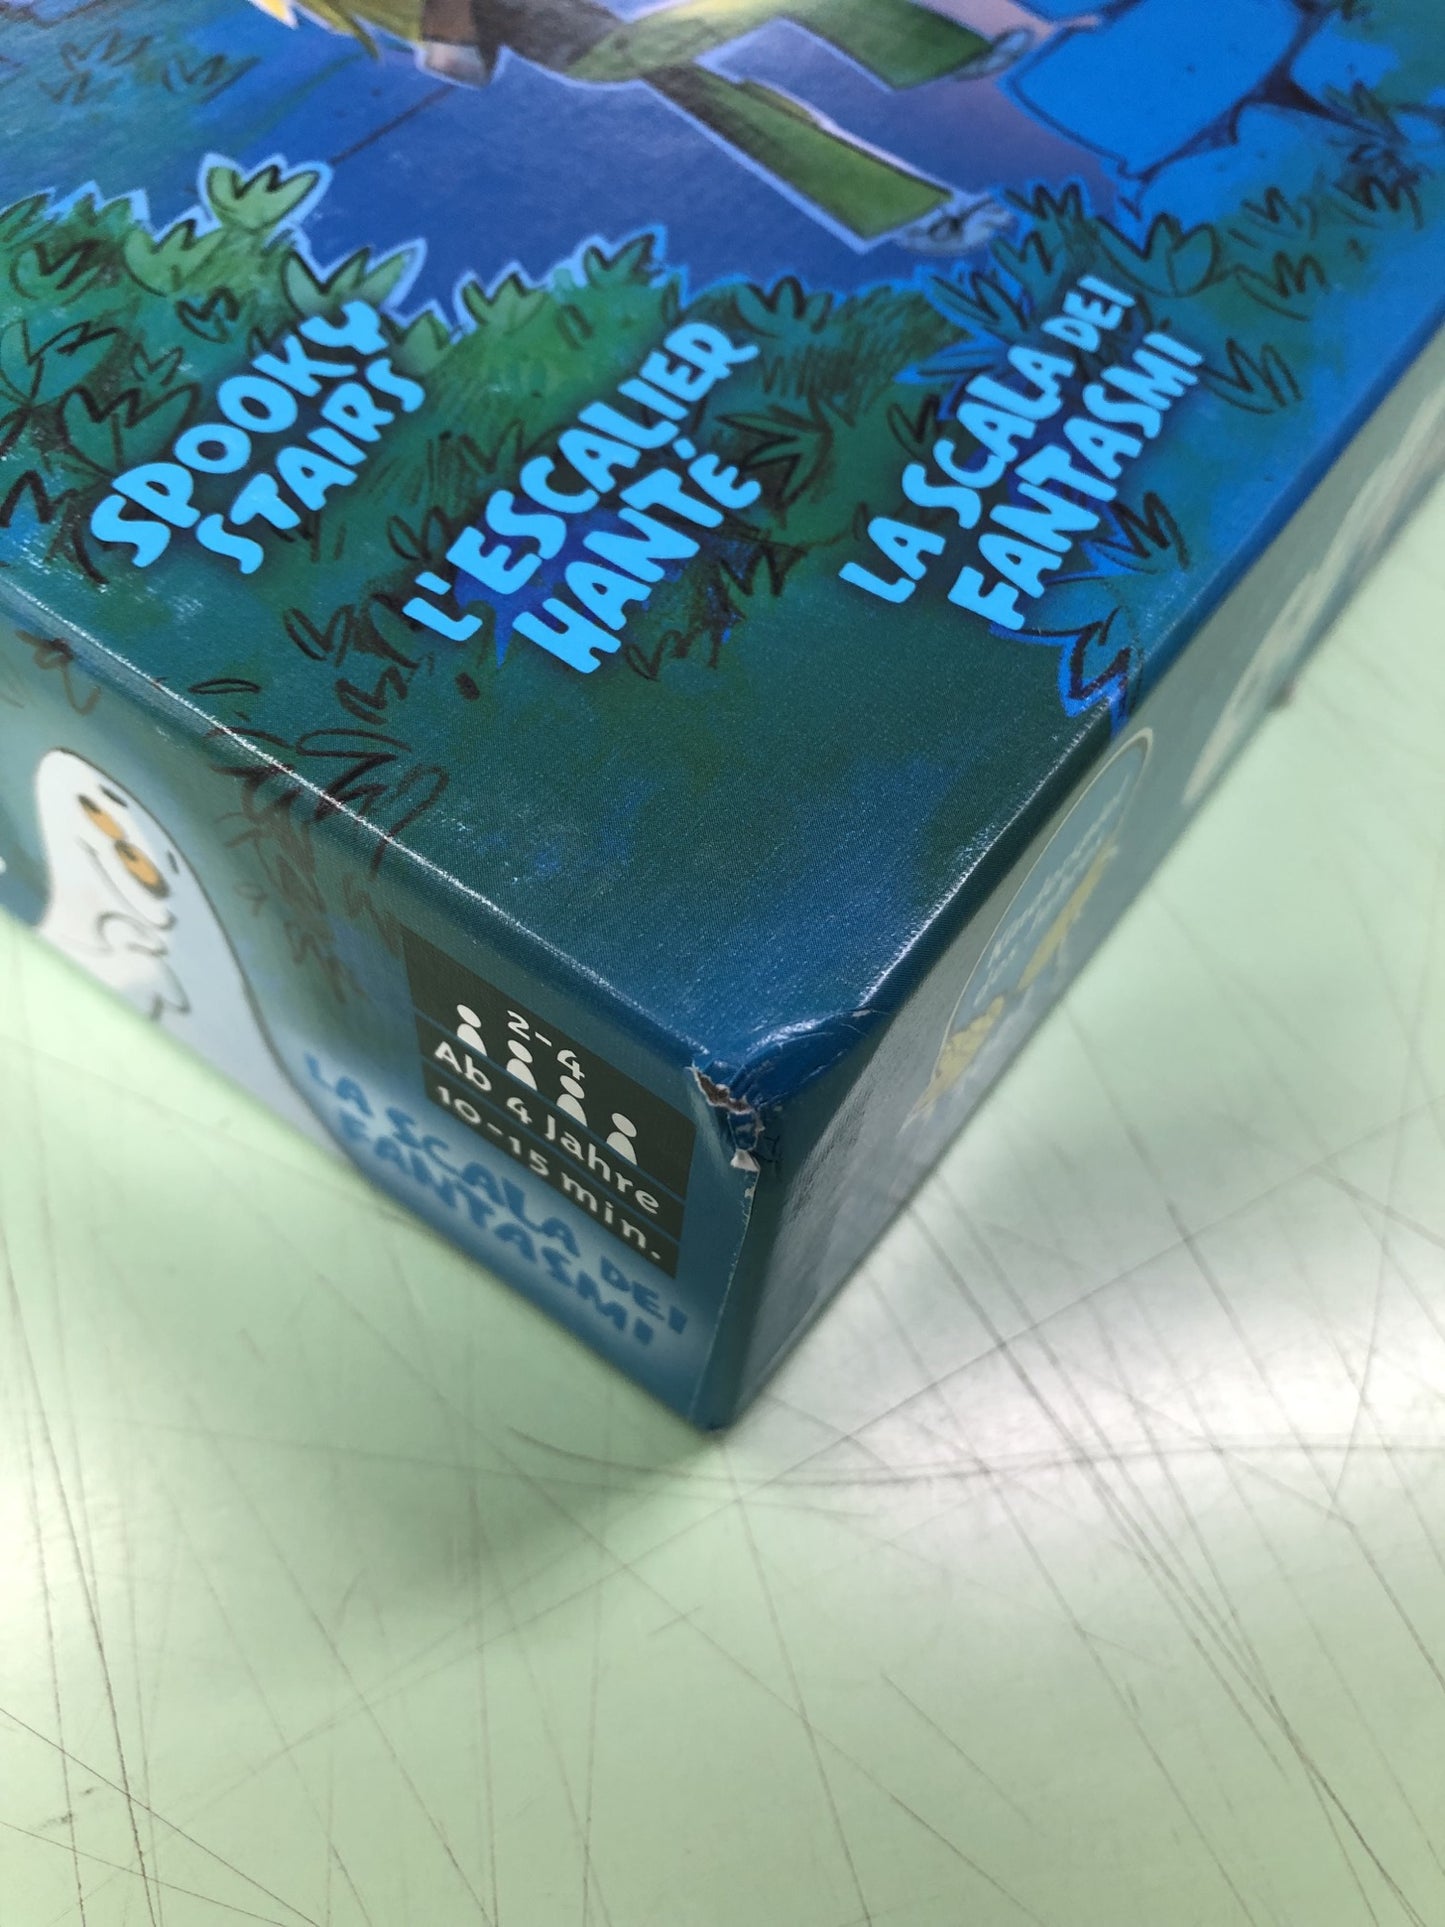 SPOOKY
STAIRS
L'ESCALIER
HANTÉ
LA SCALA DEI
FANTASMI
2-4
Ab 4 Jahre
10-15 min.
LA SCALA DEI
FANTASMI